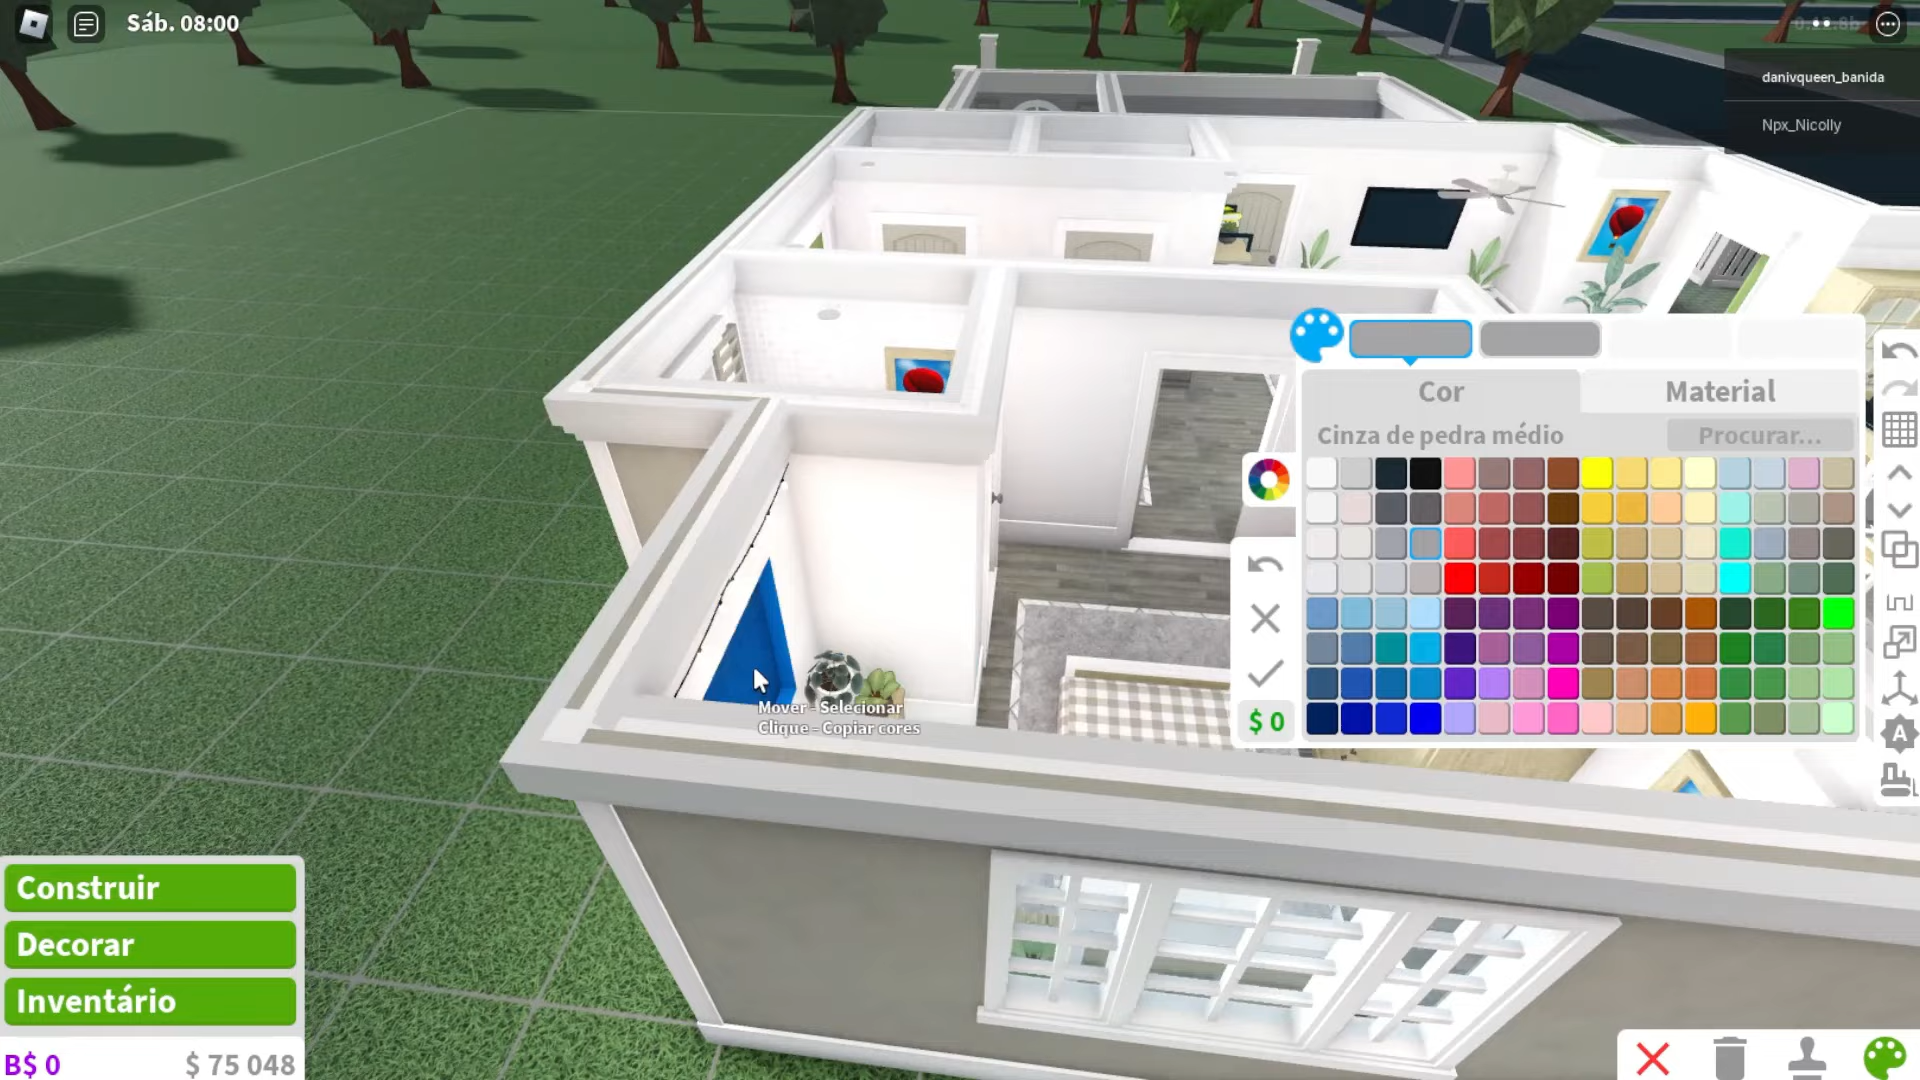 Sáb. 08:00
danivqueen_banida
Npx_Nicolly
Cor
Material
Cinza de pedra médio
Procurar...
Mover - Selecionar
Clique - Copiar cores
$ 0
A
Construir
Decorar
Inventário
B$ 0
$ 75 048